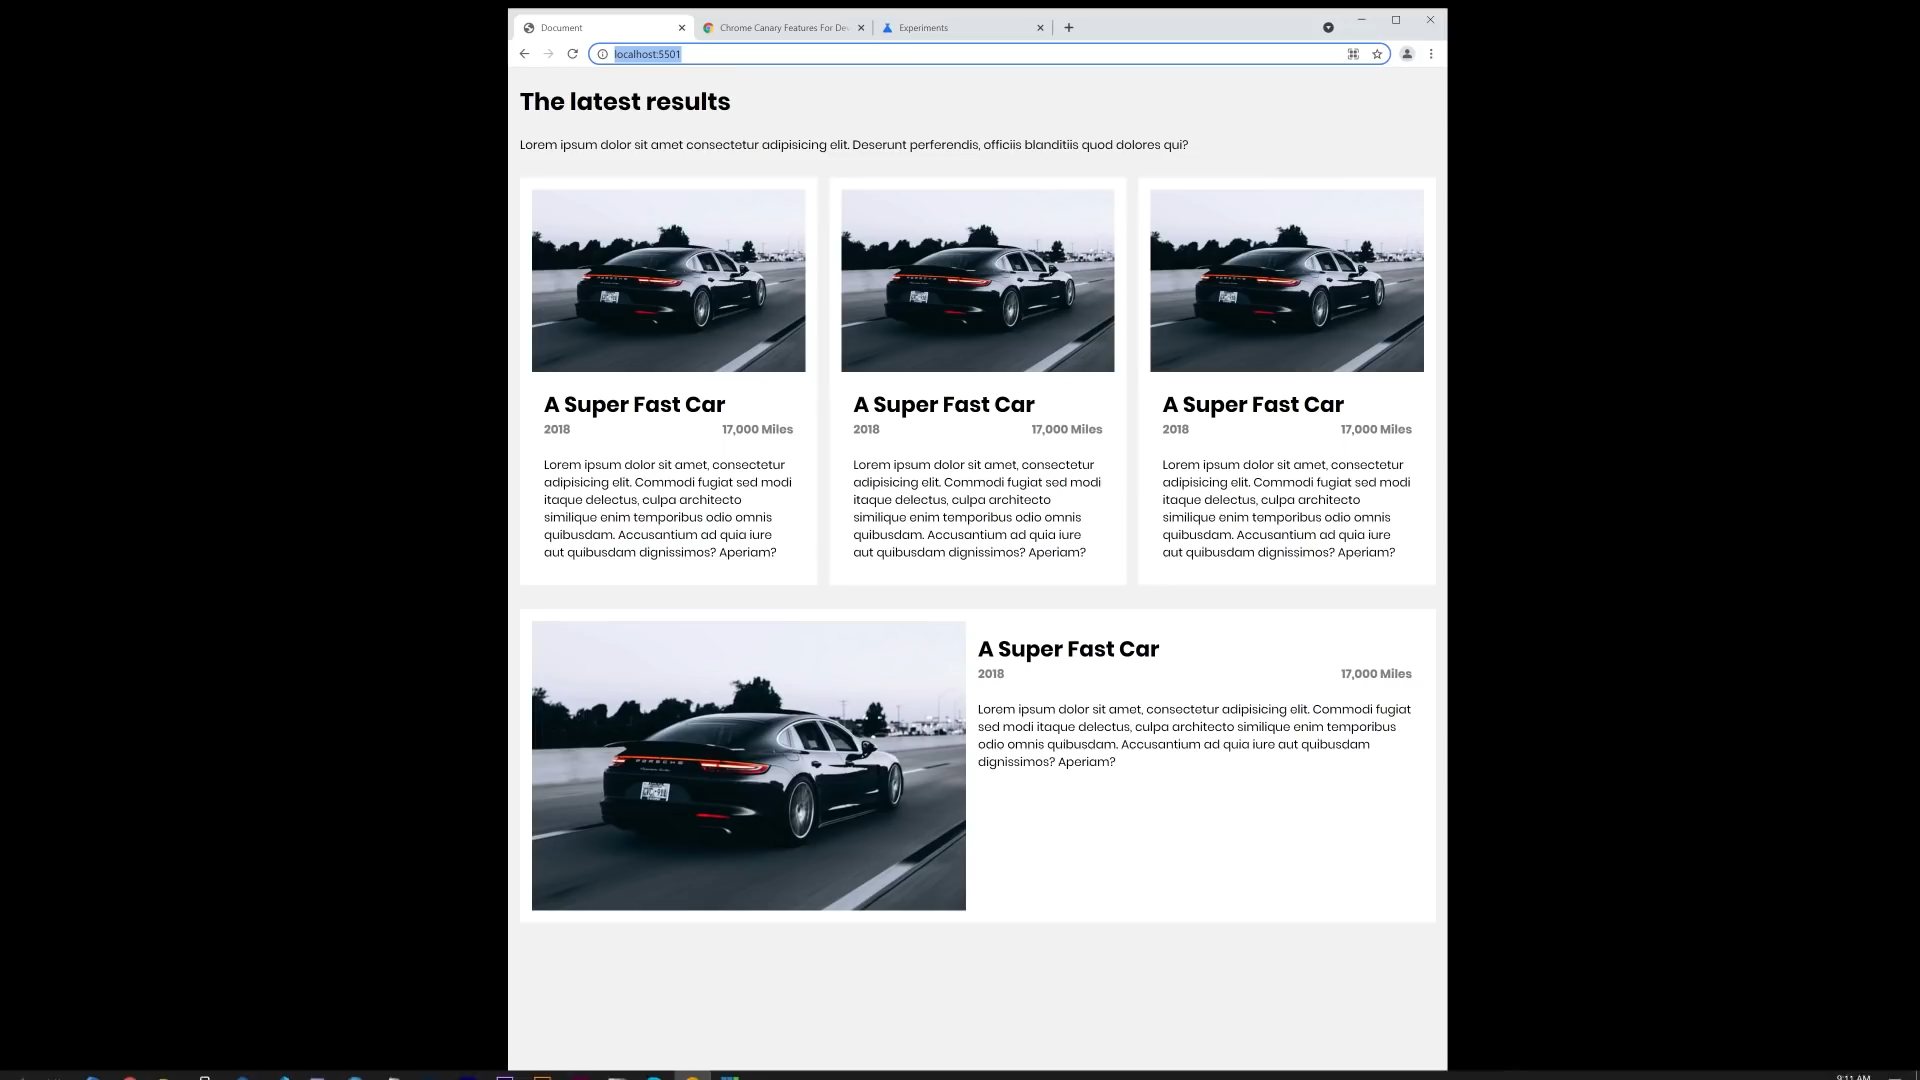 Document
Chrome Canary Features For De
Experiments
localhost:5501
The latest results
Lorem ipsum dolor sit amet consectetur adipisicing elit. Deserunt perferendis, officiis blanditiis quod dolores qui?
PORSCHE
PORSCHE
PORSCHE
A Super Fast Car
2018 17,000 Miles
Lorem ipsum dolor sit amet, consectetur
adipisicing elit. Commodi fugiat sed modi
itaque delectus, culpa architecto
similique enim temporibus odio omnis
quibusdam. Accusantium ad quia iure
aut quibusdam dignissimos? Aperiam?
A Super Fast Car
2018 17,000 Miles
Lorem ipsum dolor sit amet, consectetur
adipisicing elit. Commodi fugiat sed modi
itaque delectus, culpa architecto
similique enim temporibus odio omnis
quibusdam. Accusantium ad quia iure
aut quibusdam dignissimos? Aperiam?
A Super Fast Car
2018 17,000 Miles
Lorem ipsum dolor sit amet, consectetur
adipisicing elit. Commodi fugiat sed modi
itaque delectus, culpa architecto
similique enim temporibus odio omnis
quibusdam. Accusantium ad quia iure
aut quibusdam dignissimos? Aperiam?
PORSCHE
A Super Fast Car
2018 17,000 Miles
Lorem ipsum dolor sit amet, consectetur adipisicing elit. Commodi fugiat
sed modi itaque delectus, culpa architecto similique enim temporibus
odio omnis quibusdam. Accusantium ad quia iure aut quibusdam
dignissimos? Aperiam?
9:11 AM